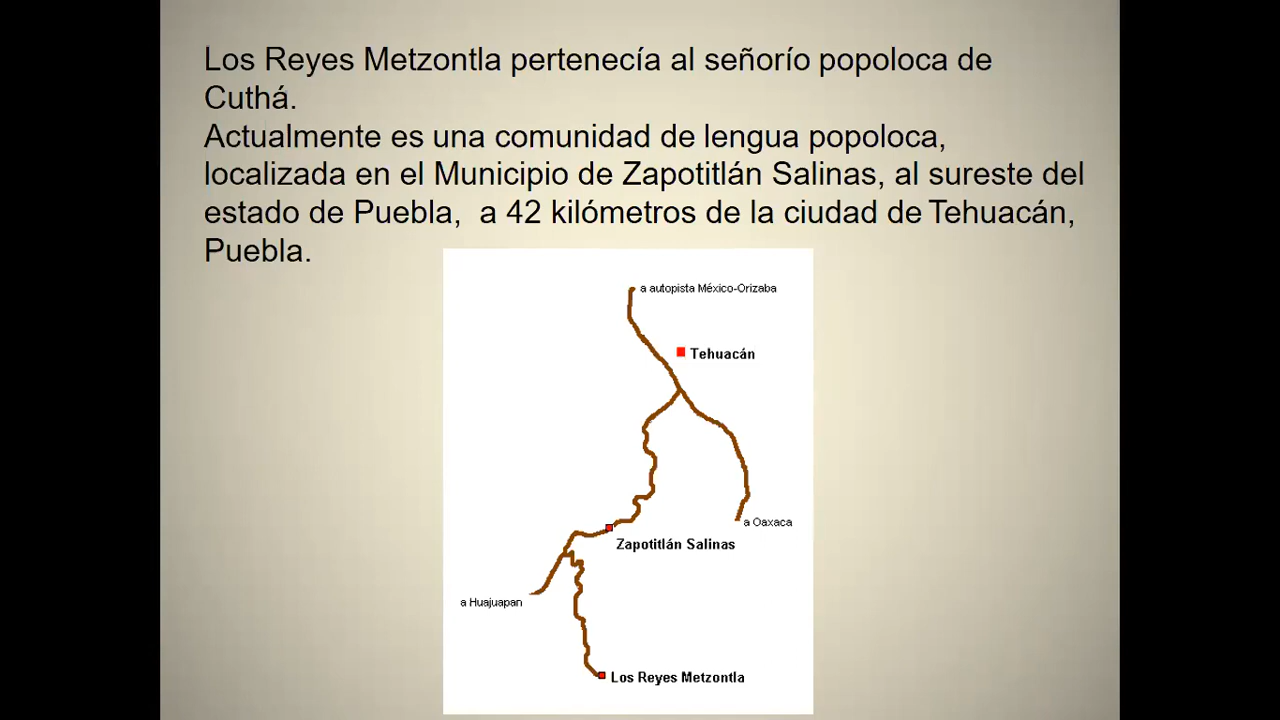 Los Reyes Metzontla pertenecía al señorío popoloca de
Cuthá.
Actualmente es una comunidad de lengua popoloca,
localizada en el Municipio de Zapotitlán Salinas, al sureste del
estado de Puebla,  a 42 kilómetros de la ciudad de Tehuacán,
Puebla.
a autopista México-Orizaba
Tehuacán
a Oaxaca
Zapotitlán Salinas
a Huajuapan
Los Reyes Metzontla